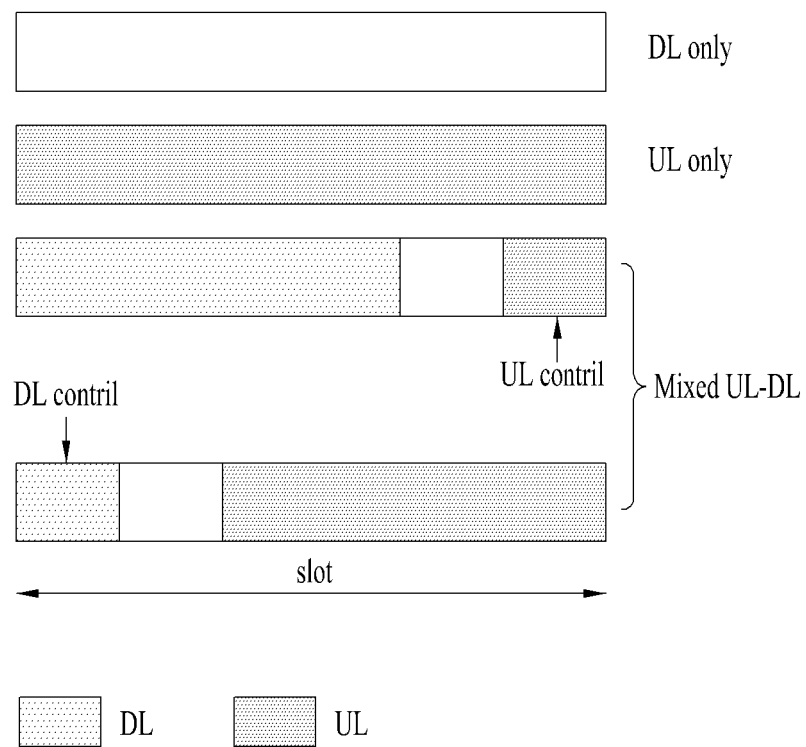 DL only
UL only
UL contril
DL contril
Mixed UL-DL
slot
DL
UL